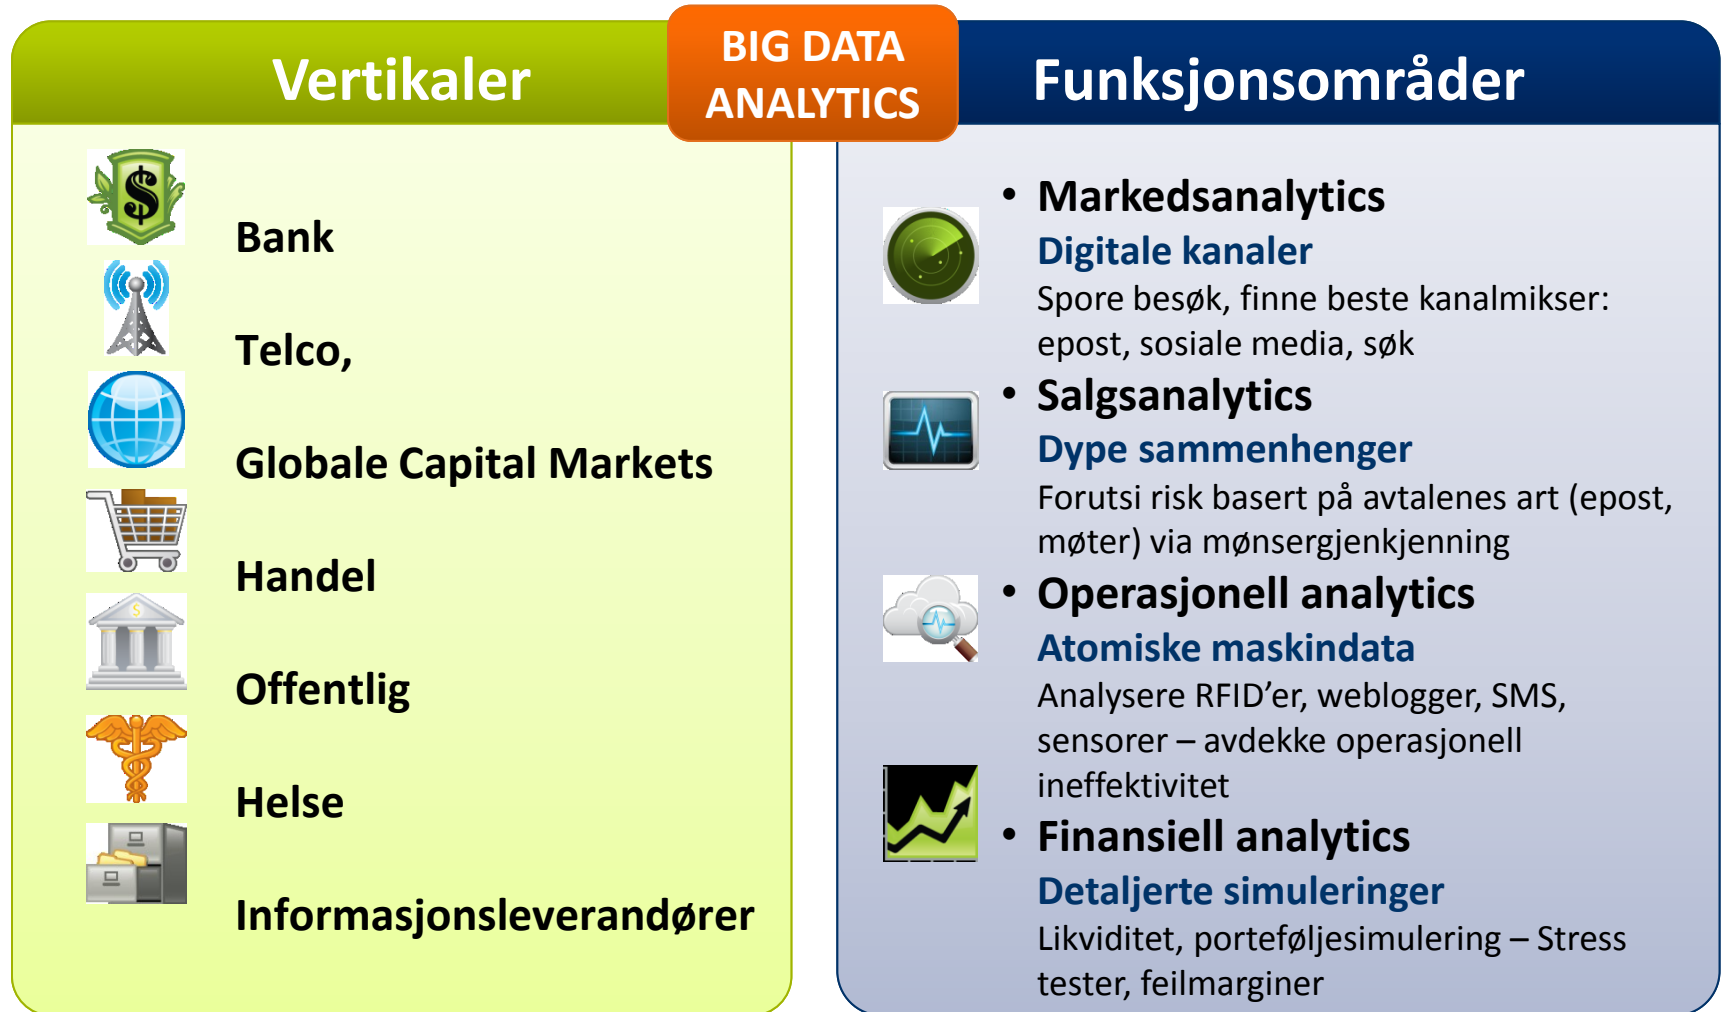 BIG DATA
ANALYTICS
Vertikaler
Bank
Telco,
Globale Capital Markets
Handel
Offentlig
Helse
Informasjonsleverandører
Funksjonsområder
• Markedsanalytics
Digitale kanaler
Spore besøk, finne beste kanalmikser:
epost, sosiale media, søk
• Salgsanalytics
Dype sammenhenger
Forutsi risk basert på avtalenes art (epost,
møter) via mønsergjenkjenning
• Operasjonell analytics
Atomiske maskindata
Analysere RFID’er, weblogger, SMS,
sensorer – avdekke operasjonell
ineffektivitet
• Finansiell analytics
Detaljerte simuleringer
Likviditet, porteføljesimulering – Stress
tester, feilmarginer